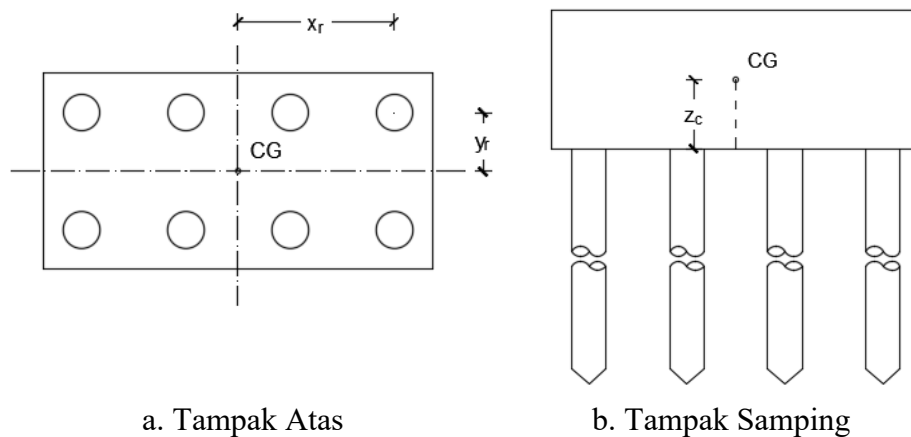 xr
CG
yr
a. Tampak Atas
CG
zc
b. Tampak Samping